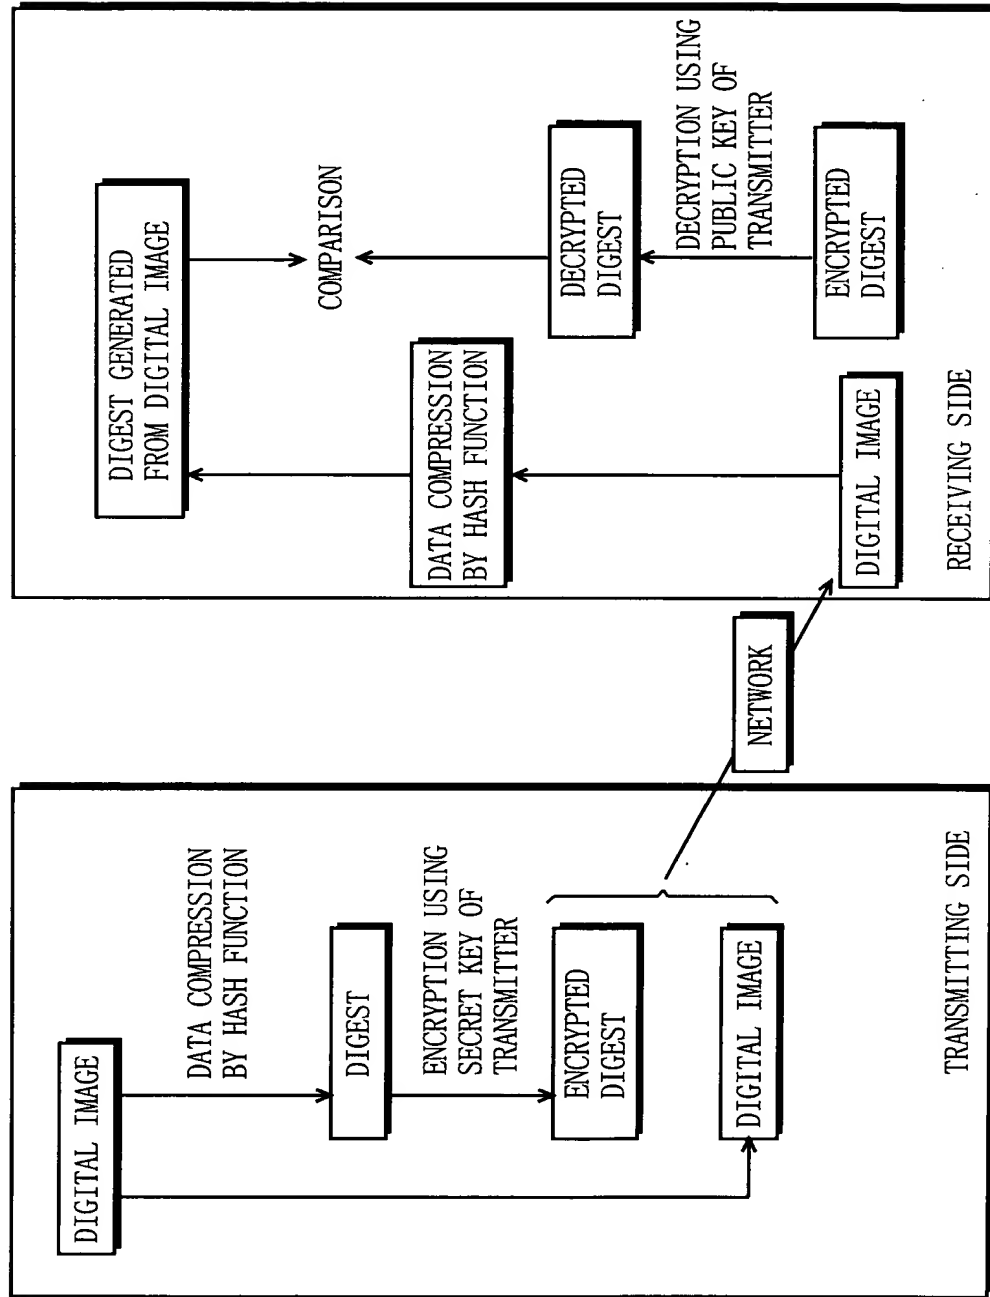 DIGITAL IMAGE
DATA COMPRESSION
BY HASH FUNCTION
DIGEST
ENCRYPTION USING
SECRET KEY OF
TRANSMITTER
ENCRYPTED
DIGEST
DIGITAL IMAGE
TRANSMITTING SIDE
NETWORK
DIGEST GENERATED
FROM DIGITAL IMAGE
COMPARISON
DATA COMPRESSION
BY HASH FUNCTION
DECRYPTED
DIGEST
DECRYPTION USING
PUBLIC KEY OF
TRANSMITTER
DIGITAL IMAGE
ENCRYPTED
DIGEST
RECEIVING SIDE